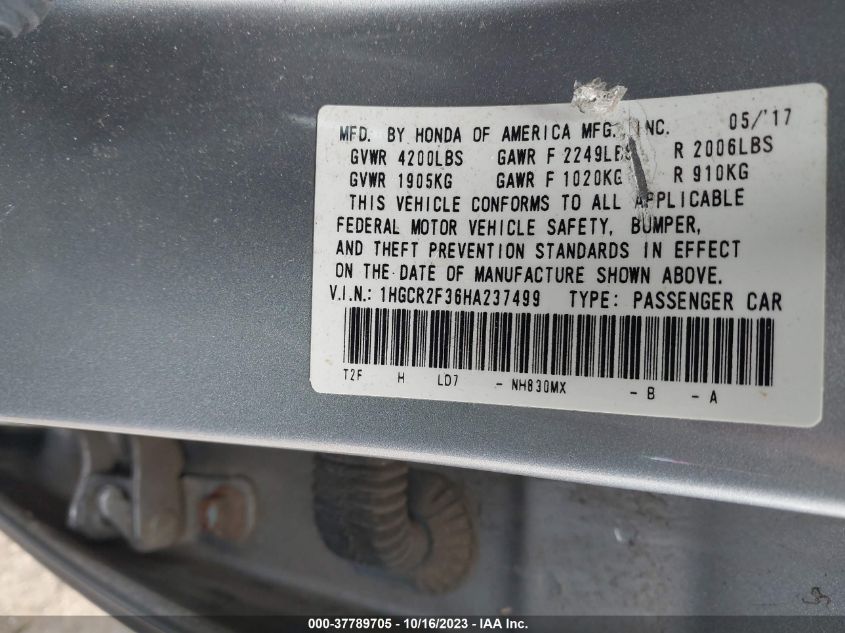 MFD. BY HONDA OF AMERICA MFG. INC. 05/'17
GVWR 4200LBS GAWR F 2249LBS R 2006LBS
GVWR 1905KG GAWR F 1020KG R 910KG
THIS VEHICLE CONFORMS TO ALL APPLICABLE
FEDERAL MOTOR VEHICLE SAFETY, BUMPER,
AND THEFT PREVENTION STANDARDS IN EFFECT
ON THE DATE OF MANUFACTURE SHOWN ABOVE.
V.I.N.: 1HGCR2F36HA237499 TYPE: PASSENGER CAR
T2F H LD7 - NH830MX - B - A
000-37789705 - 10/16/2023 - IAA Inc.